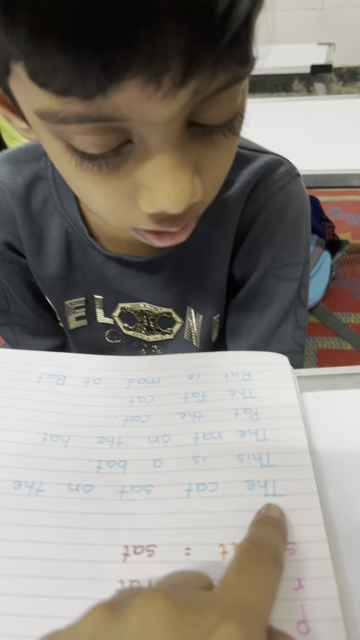 p
r rat
s t = sat
The cat sat on the
This is a bat.
The rat on the hat.
Pat the cat.
The fat cat
Rat is mad at Bat